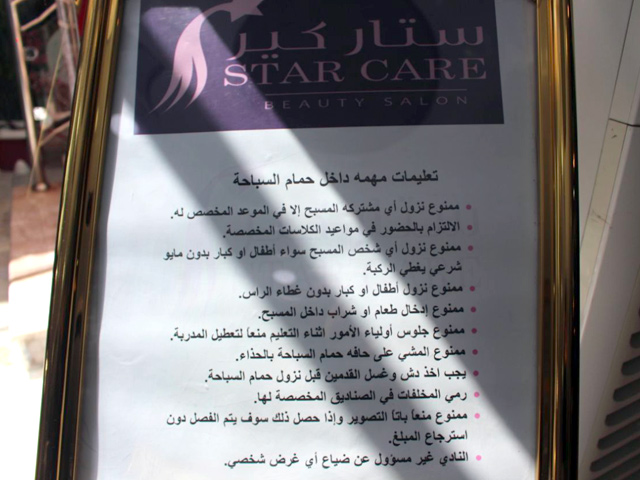 ستار كير
STAR CARE
BEAUTY SALON
تعليمات مهمه داخل حمام السباحة
• ممنوع نزول أي مشتركه المسبح إلا في الموعد المخصص له.
• الالتزام بالحضور في مواعيد الكلاسات المخصصة.
• ممنوع نزول أي شخص المسبح سواء أطفال او كبار بدون مايو
شرعي يغطي الركبة.
• ممنوع نزول أطفال او كبار بدون غطاء الراس.
• ممنوع إدخال طعام او شراب داخل المسبح.
• ممنوع جلوس أولياء الأمور اثناء التعليم منعاً لتعطيل المدربة.
• ممنوع المشي على حافه حمام السباحة بالحذاء.
• يجب اخذ دش وغسل القدمين قبل نزول حمام السباحة.
• رمي المخلفات في الصناديق المخصصة لها.
• ممنوع منعاً باتاً التصوير وإذا حصل ذلك سوف يتم الفصل دون
استرجاع المبلغ.
• النادي غير مسؤول عن ضياع أي غرض شخصي.